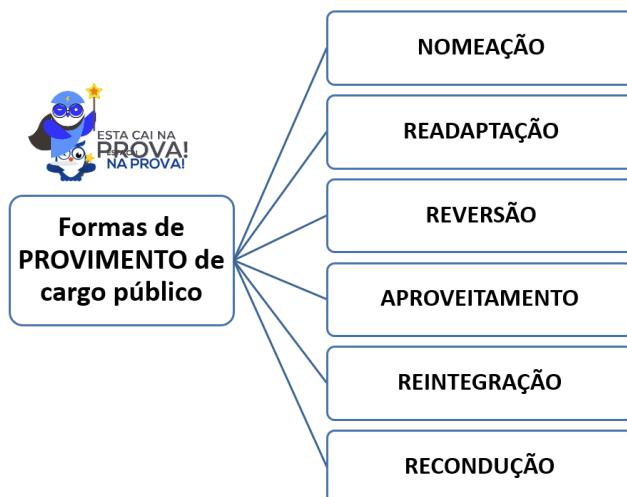 NOMEAÇÃO
ESTA CAI NA
PROVA!
NA PROVA!
READAPTAÇÃO
Formas de
PROVIMENTO de
cargo público
REVERSÃO
APROVEITAMENTO
REINTEGRAÇÃO
RECONDUÇÃO